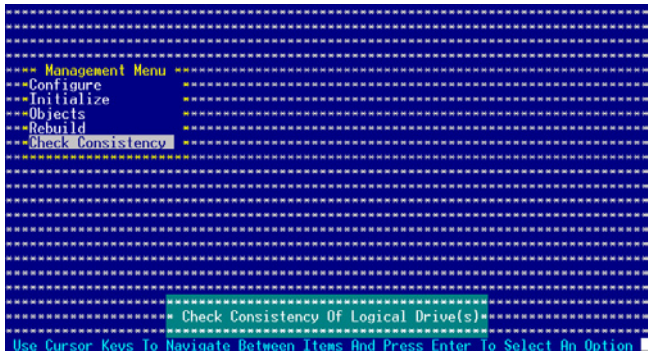 Management Menu
Configure
Initialize
Objects
Rebuild
Check Consistency
Check Consistency Of Logical Drive(s)
Use Cursor Keys To Navigate Between Items And Press Enter To Select An Option